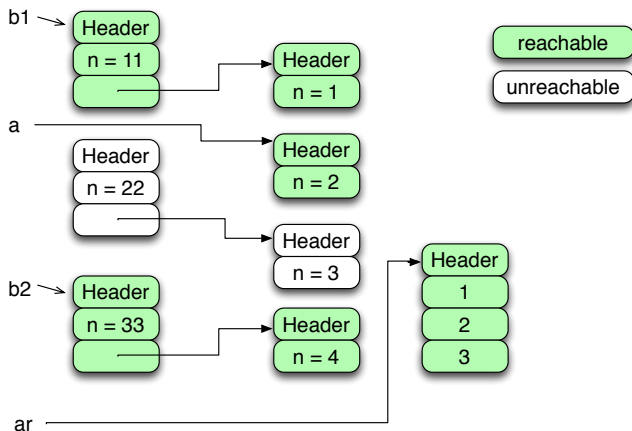 b1
Header
n = 11
Header
n = 1
reachable
unreachable
a
Header
n = 2
Header
n = 22
Header
n = 3
b2
Header
n = 33
Header
n = 4
Header
1
2
3
ar